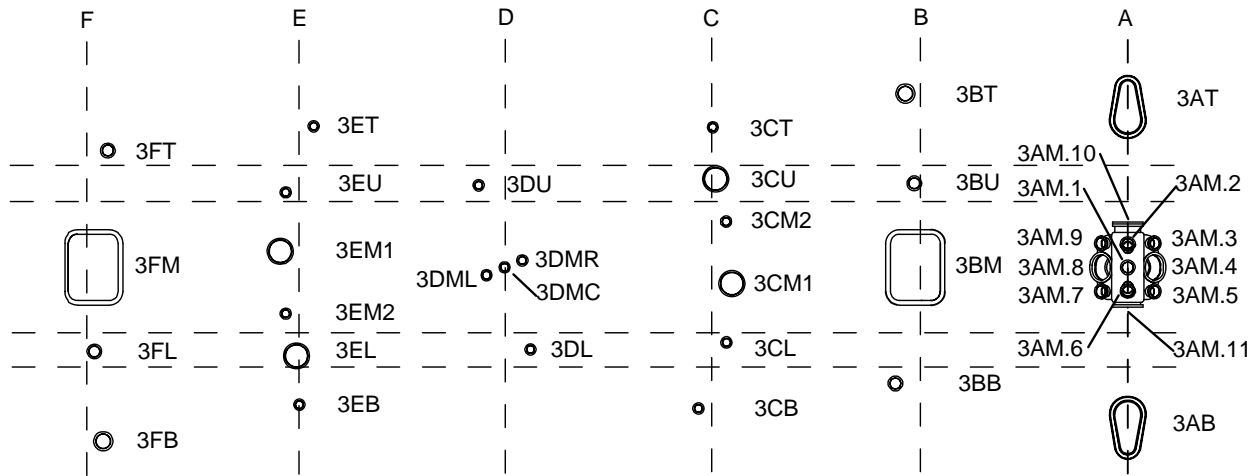 F E D C B A
3BT
3AT
3ET 3CT
3FT
3AM.10
3EU 3DU 3CU 3BU 3AM.1 3AM.2
3CM2
3AM.9 3AM.3
3FM 3EM1 3DMR 3BM 3AM.8 3AM.4
3DML 3DMC 3CM1
3AM.7 3AM.5
3EM2
3FL 3EL 3DL 3CL 3AM.6 3AM.11
3BB
3EB 3CB
3AB
3FB